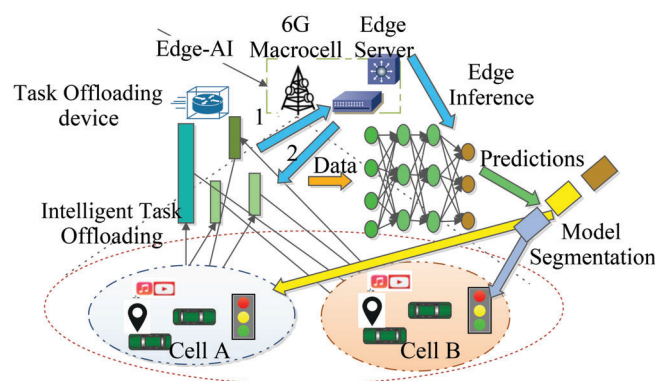 Edge-AI
6G
Macrocell
Edge
Server
Task Offloading
device
1
2
Data
Edge
Inference
Predictions
Intelligent Task
Offloading
Model
Segmentation
Cell A
Cell B